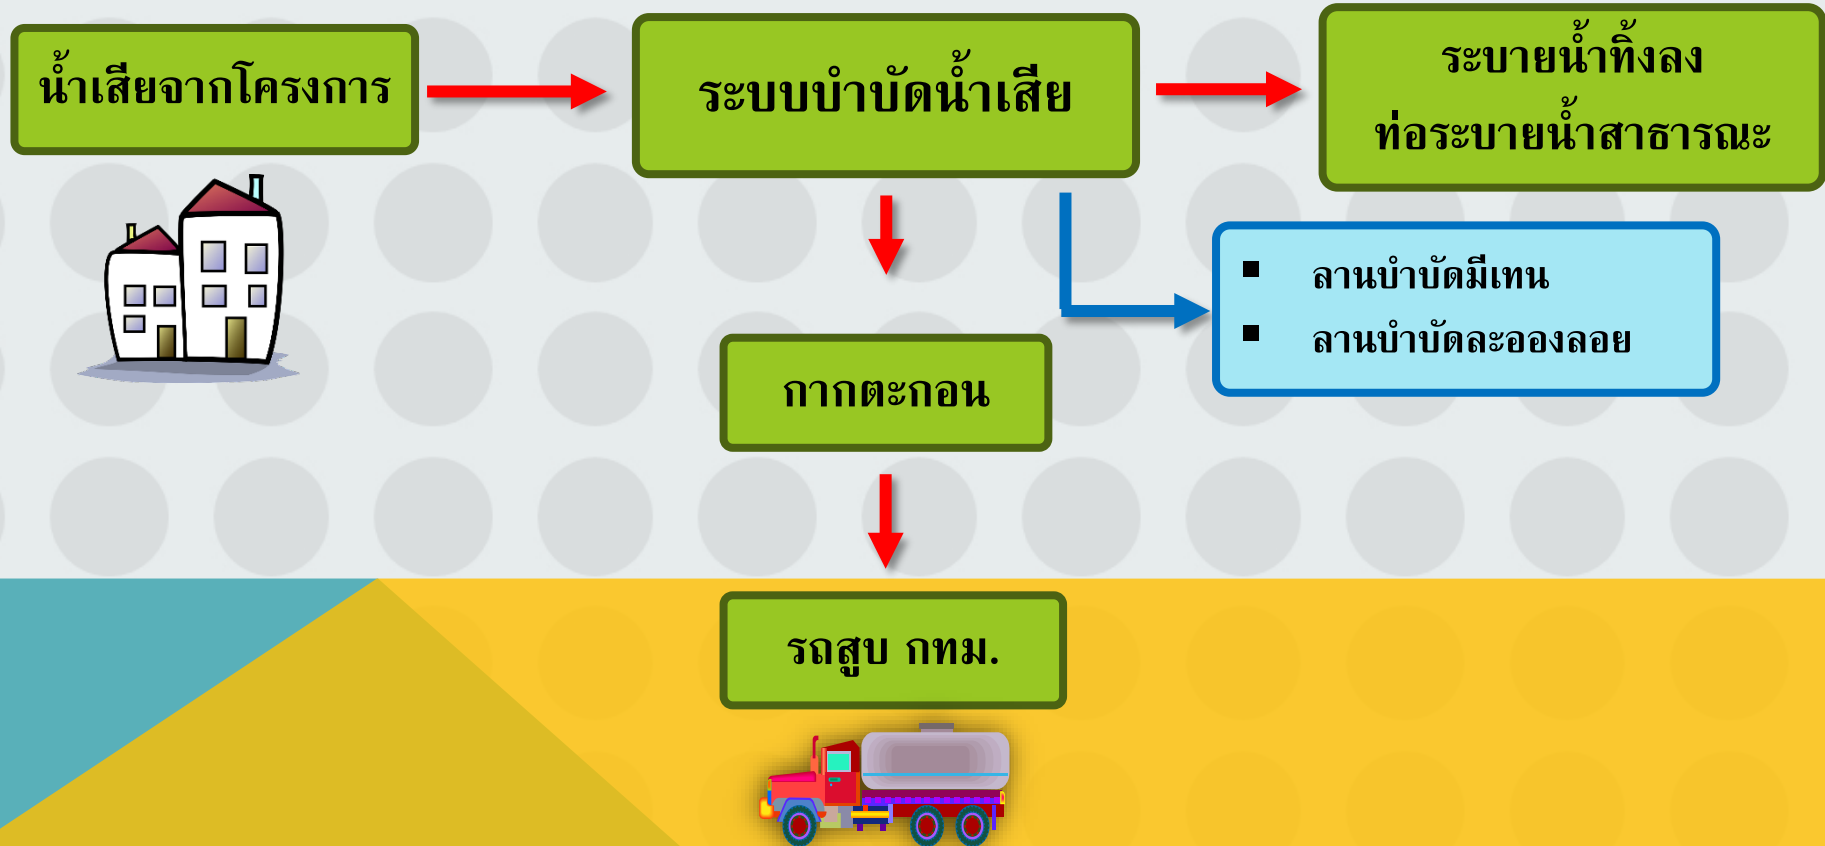 น้ำเสียจากโครงการ
ระบบบำบัดน้ำเสีย
ระบายน้ำทิ้งลง
ท่อระบายน้ำสาธารณะ
▪ ลานบำบัดมีเทน
▪ ลานบำบัดละอองลอย
กากตะกอน
รถสูบ กทม.